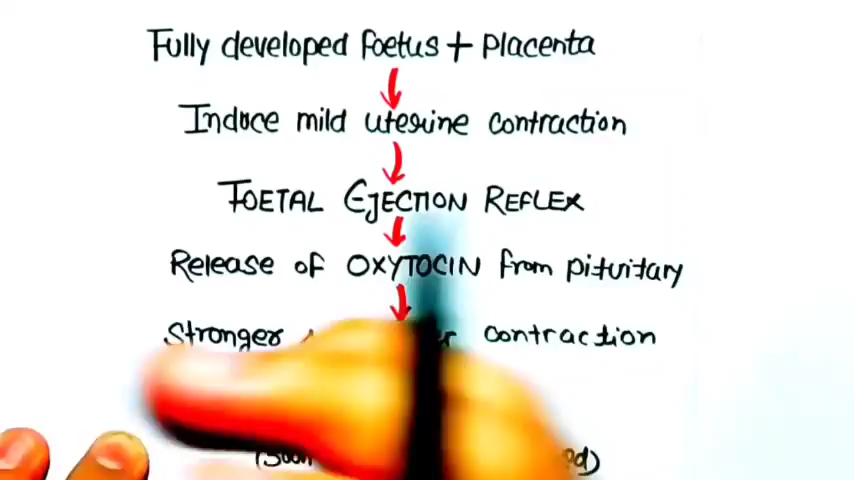 Fully developed foetus + Placenta
Induce mild uterine contraction
FOETAL EJECTION REFLEX
Release of OXYTOCIN from pituitary
Stronger contraction